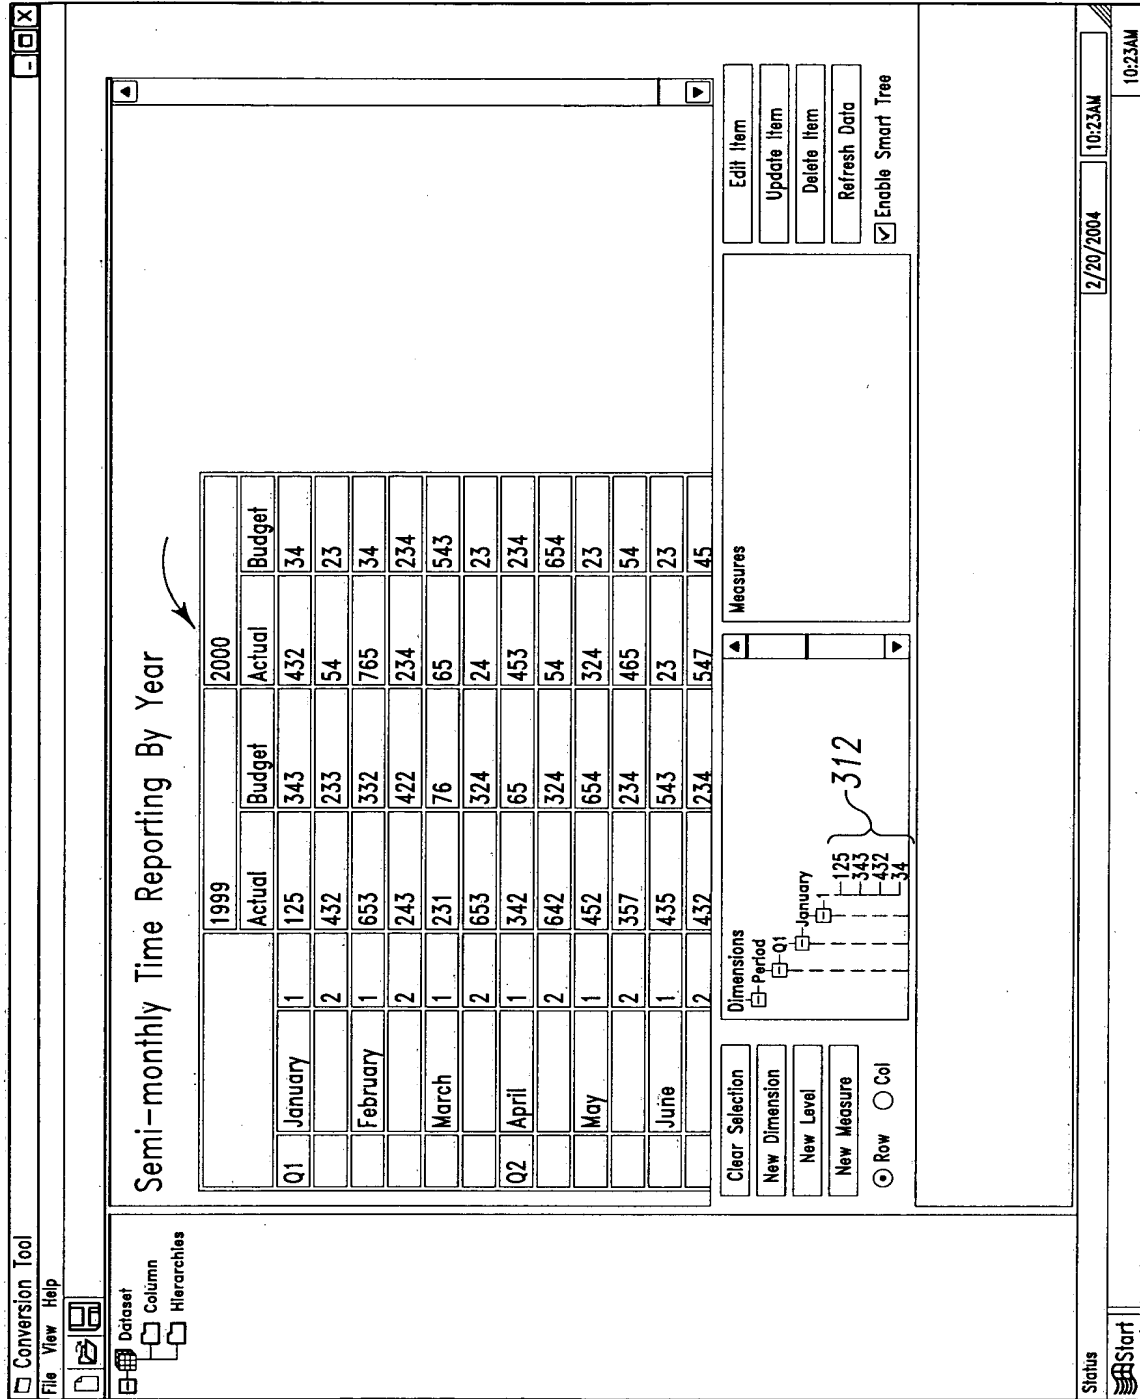 Conversion Tool
File View Help
Dataset
Column
Hierarchies
Semi-monthly Time Reporting By Year
1999 2000
Actual Budget Actual Budget
Q1 January 1 125 343 432 34
2 432 233 54 23
February 1 653 332 765 34
2 243 422 234 234
March 1 231 76 65 543
2 653 324 24 23
Q2 April 1 342 65 453 234
2 642 324 54 654
May 1 452 654 324 23
2 357 234 465 54
June 1 435 543 23 23
2 432 234 547 45
Clear Selection
New Dimension
New Level
New Measure
Row Col
Dimensions
Period
Q1
January
1
125
343
432
34
312
Measures
Edit Item
Update Item
Delete Item
Refresh Data
Enable Smart Tree
Status 2/20/2004 10:23AM
Start 10:23AM